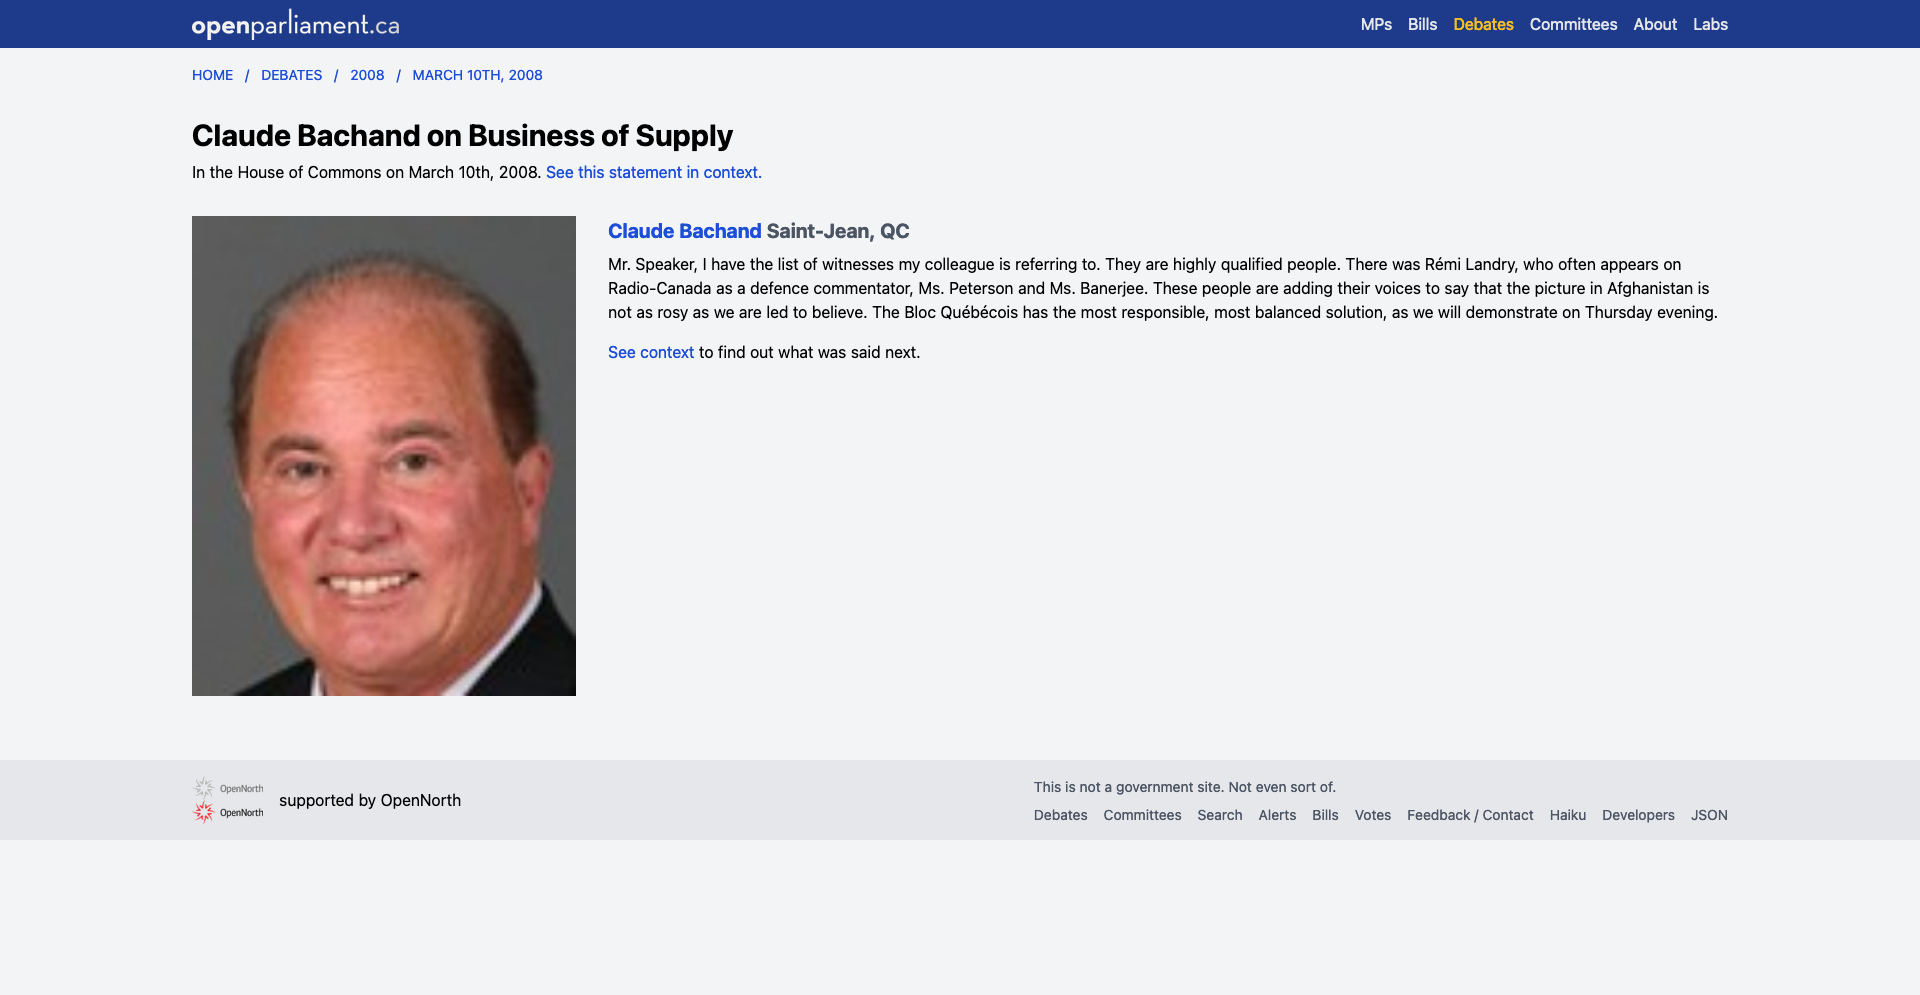 openparliament.ca
MPs Bills Debates Committees About Labs
HOME / DEBATES / 2008 / MARCH 10TH, 2008
Claude Bachand on Business of Supply
In the House of Commons on March 10th, 2008. See this statement in context.
Claude Bachand Saint-Jean, QC
Mr. Speaker, I have the list of witnesses my colleague is referring to. They are highly qualified people. There was Rémi Landry, who often appears on
Radio-Canada as a defence commentator, Ms. Peterson and Ms. Banerjee. These people are adding their voices to say that the picture in Afghanistan is
not as rosy as we are led to believe. The Bloc Québécois has the most responsible, most balanced solution, as we will demonstrate on Thursday evening.
See context to find out what was said next.
OpenNorth
OpenNorth
supported by OpenNorth
This is not a government site. Not even sort of.
Debates Committees Search Alerts Bills Votes Feedback / Contact Haiku Developers JSON